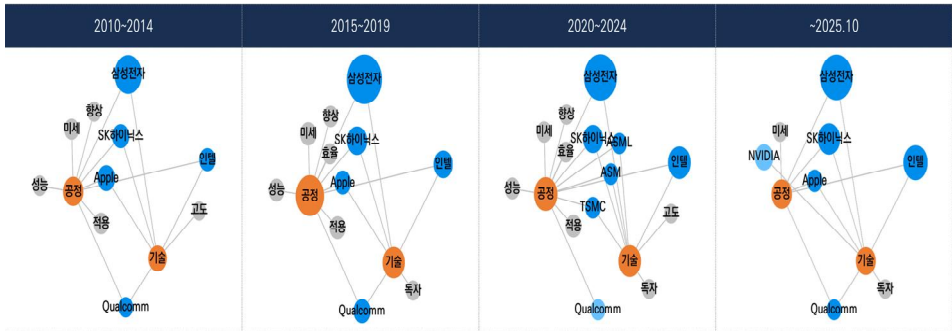 2010~2014
2015~2019
2020~2024
~2025.10
삼성전자
향상
미세
SK하이닉스
인텔
Apple
성능
공정
고도
적용
기술
Qualcomm
삼성전자
향상
미세
SK하이닉스
효율
인텔
Apple
성능
공정
적용
기술
독자
Qualcomm
삼성전자
향상
미세
SK하이닉스
ASML
효율
인텔
ASM
성능
공정
TSMC
고도
적용
기술
독자
Qualcomm
삼성전자
미세
SK하이닉스
NVIDIA
인텔
Apple
공정
기술
독자
Qualcomm